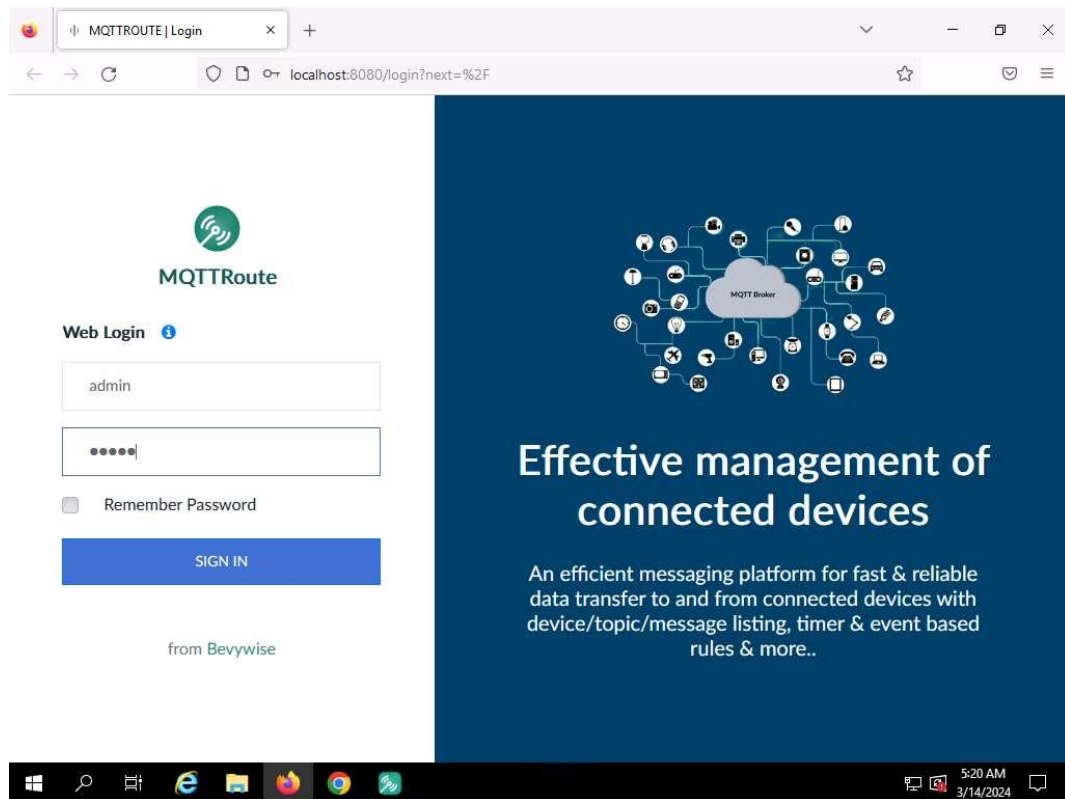 MQTTROUTE | Login
localhost:8080/login?next=%2F
MQTTRoute
Web Login
admin
Remember Password
SIGN IN
from Bevywise
MQTT Broker
Effective management of
connected devices
An efficient messaging platform for fast & reliable
data transfer to and from connected devices with
device/topic/message listing, timer & event based
rules & more..
5:20 AM
3/14/2024